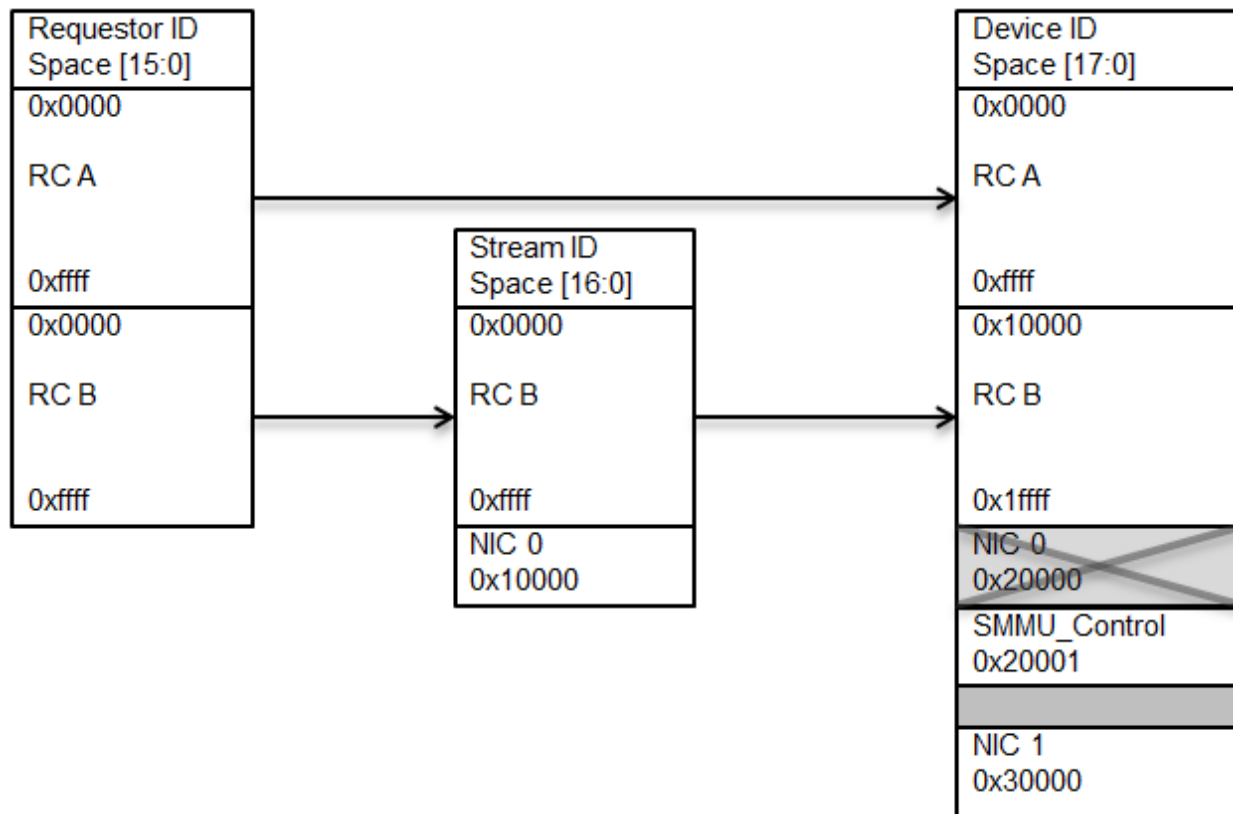 Requestor ID
Space [15:0]
0x0000
RC A
0xffff
0x0000
RC B
0xffff
Stream ID
Space [16:0]
0x0000
RC B
0xffff
NIC 0
0x10000
Device ID
Space [17:0]
0x0000
RC A
0xffff
0x10000
RC B
0x1ffff
NIC 0
0x20000
SMMU_Control
0x20001
NIC 1
0x30000